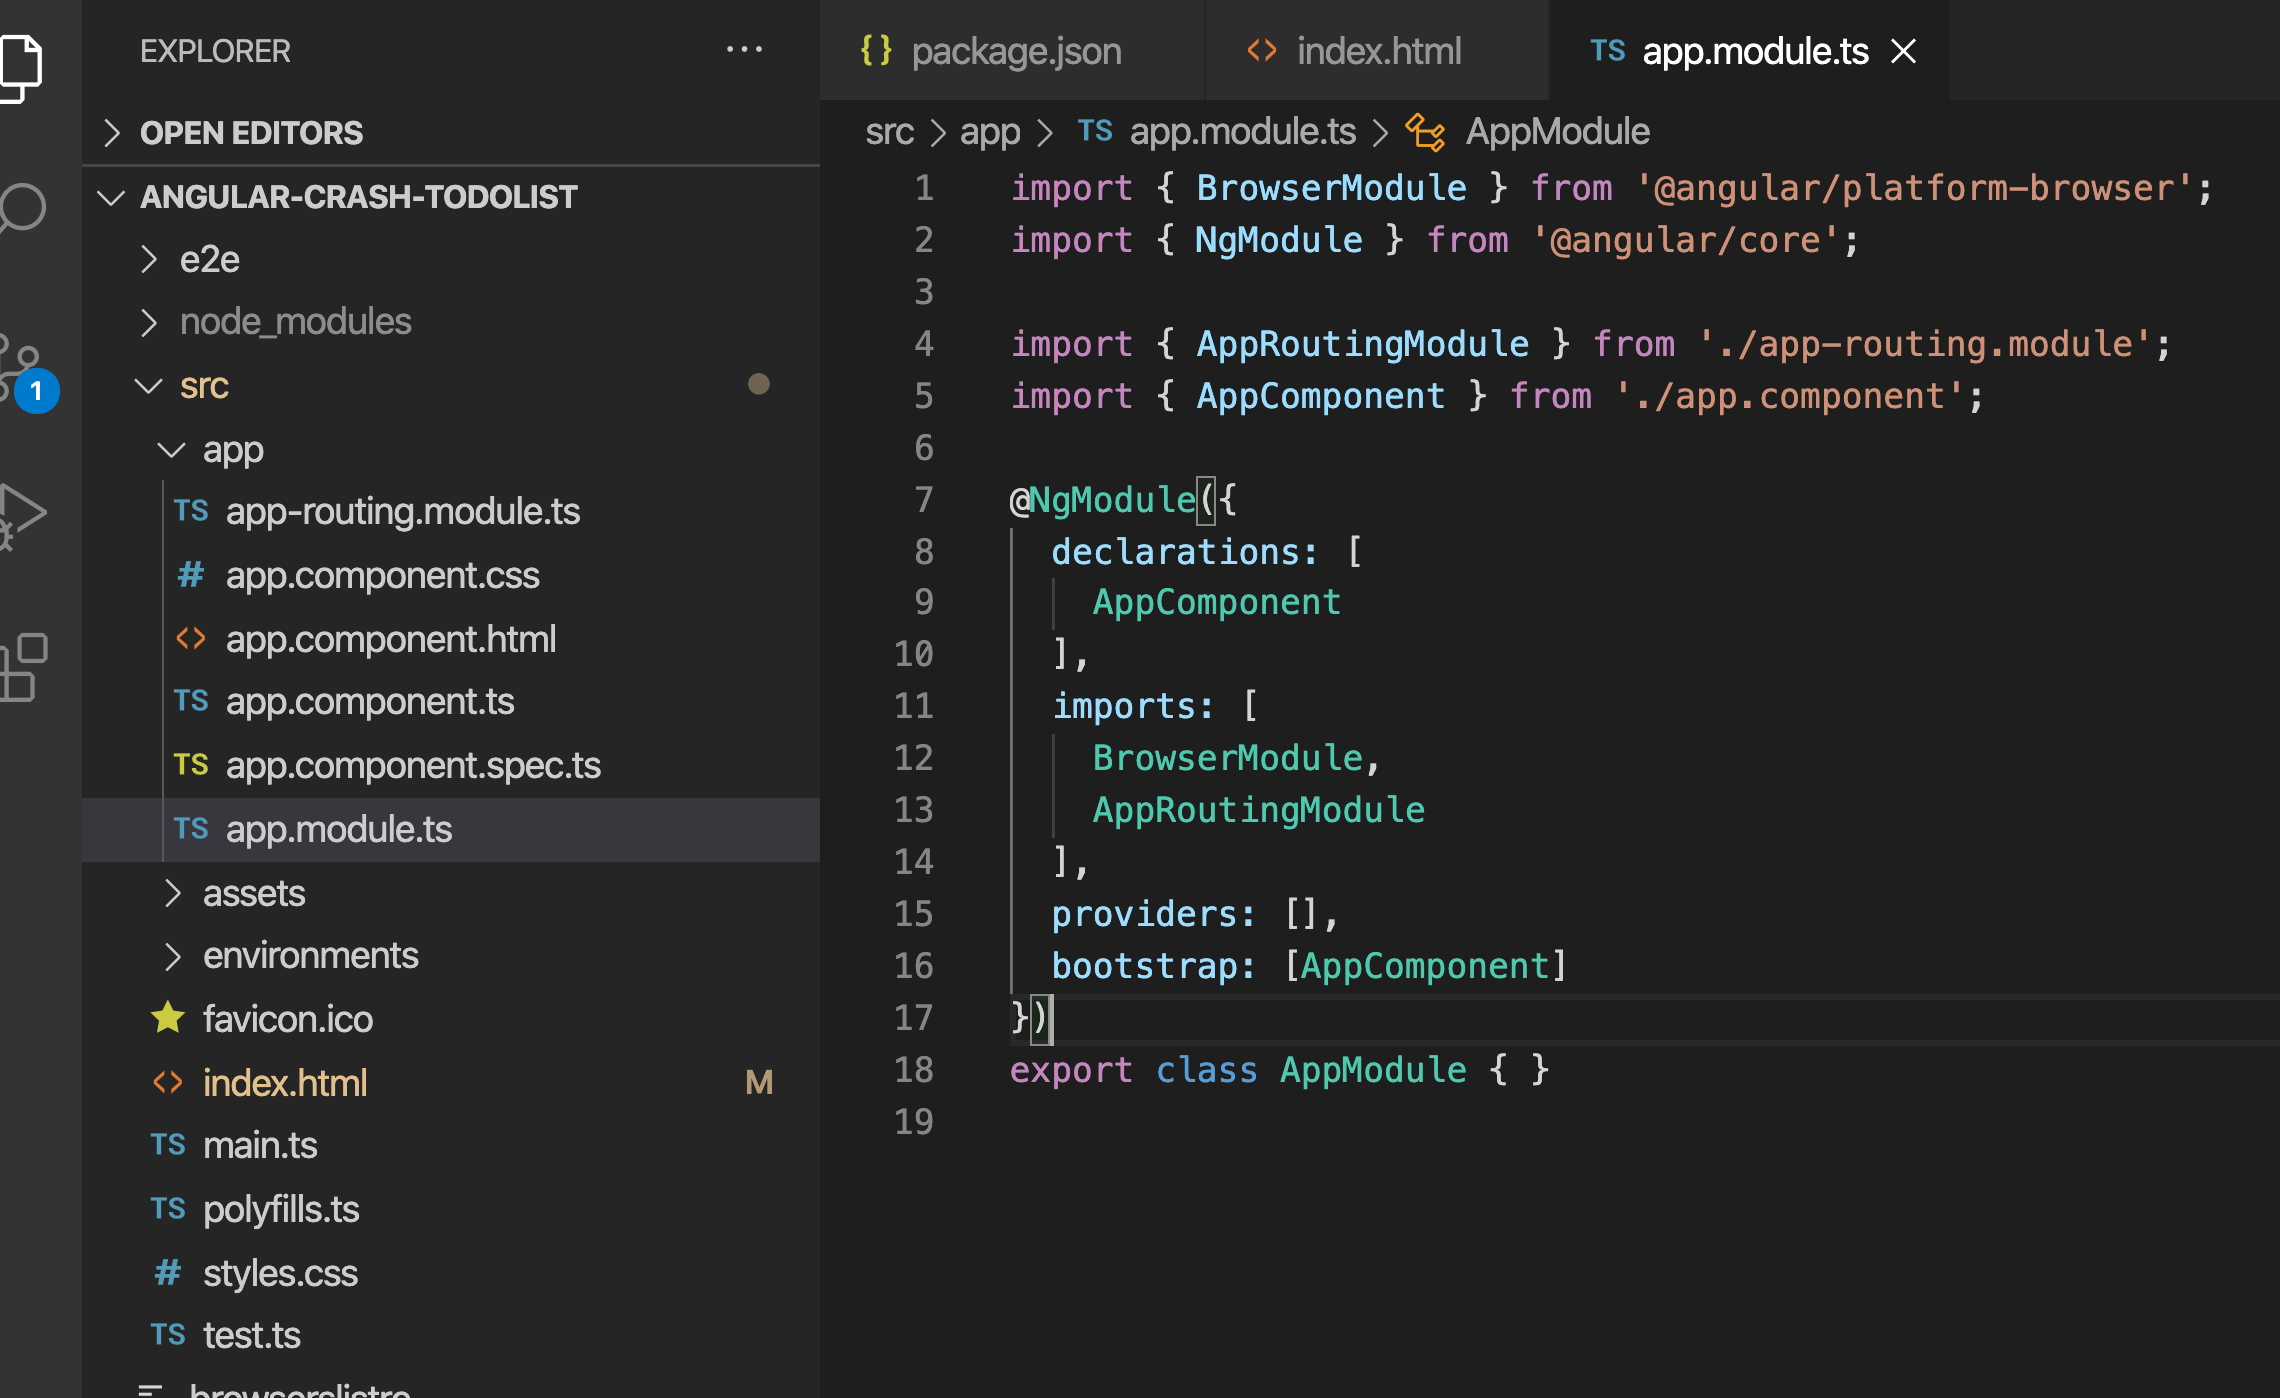 EXPLORER
OPEN EDITORS
ANGULAR-CRASH-TODOLIST
e2e
node_modules
src
app
TS app-routing.module.ts
# app.component.css
<> app.component.html
TS app.component.ts
TS app.component.spec.ts
TS app.module.ts
assets
environments
favicon.ico
<> index.html M
TS main.ts
TS polyfills.ts
# styles.css
TS test.ts
1
{} package.json
<> index.html
TS app.module.ts
src > app > TS app.module.ts > AppModule
1 import { BrowserModule } from '@angular/platform-browser';
2 import { NgModule } from '@angular/core';
3
4 import { AppRoutingModule } from './app-routing.module';
5 import { AppComponent } from './app.component';
6
7 @NgModule({
8 declarations: [
9 AppComponent
10 ],
11 imports: [
12 BrowserModule,
13 AppRoutingModule
14 ],
15 providers: [],
16 bootstrap: [AppComponent]
17 })
18 export class AppModule { }
19